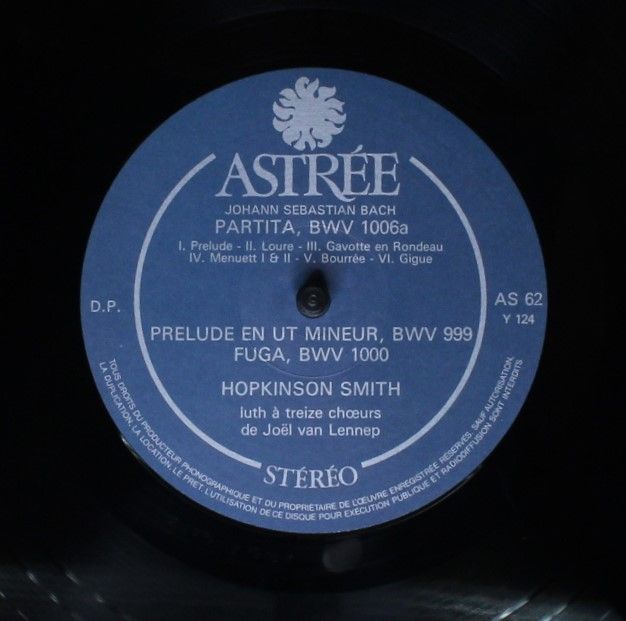 ASTRÉE
JOHANN SEBASTIAN BACH
PARTITA, BWV 1006a
I. Prelude - II. Loure - III. Gavotte en Rondeau
IV. Menuett I & II - V. Bourrée - VI. Gigue
D.P.
AS 62
Y 124
PRELUDE EN UT MINEUR, BWV 999
FUGA, BWV 1000
HOPKINSON SMITH
luth à treize chœurs
de Joël van Lennep
STÉRÉO
TOUS DROITS DU PRODUCTEUR PHONOGRAPHIQUE ET DU PROPRIÉTAIRE DE L'ŒUVRE ENREGISTRÉE RÉSERVÉS. SAUF AUTORISATION,
LA DUPLICATION, LA LOCATION, LE PRET, L'UTILISATION DE CE DISQUE POUR EXÉCUTION PUBLIQUE ET RADIODIFFUSION SONT INTERDITS